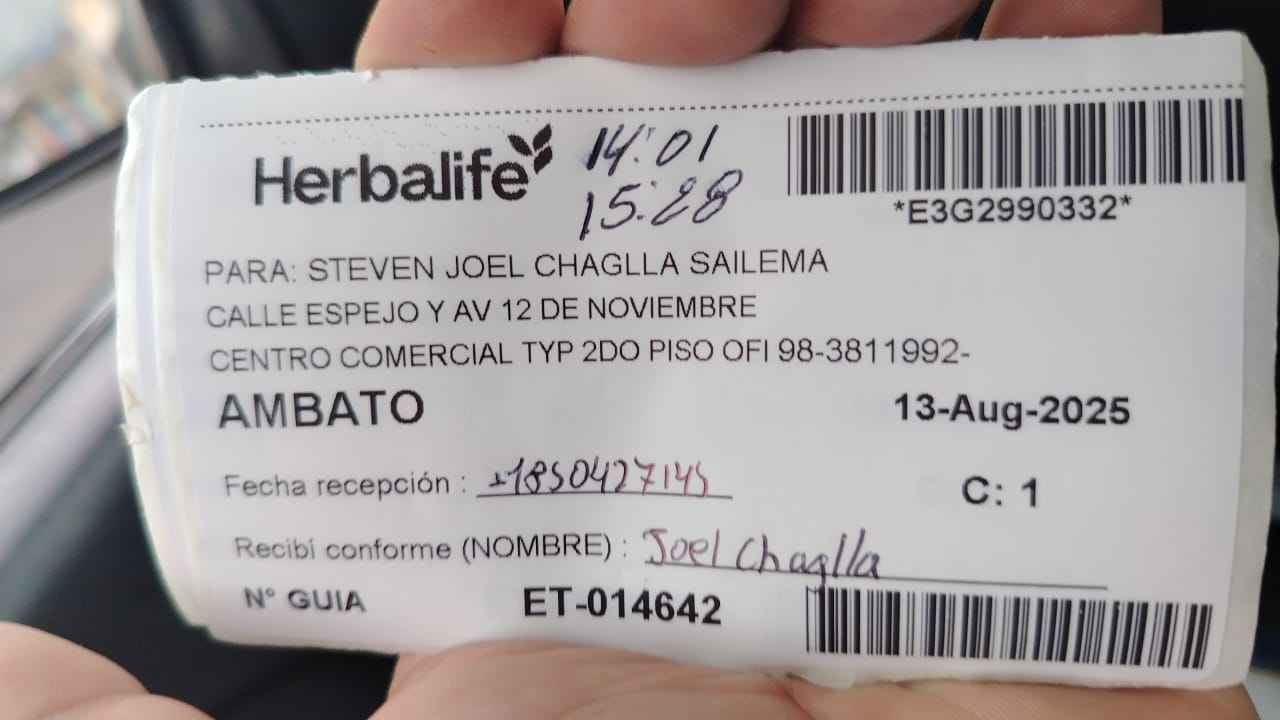 Herbalife
14:01
15:28
*E3G2990332*
PARA: STEVEN JOEL CHAGLLA SAILEMA
CALLE ESPEJO Y AV 12 DE NOVIEMBRE
CENTRO COMERCIAL TYP 2DO PISO OFI 98-3811992-
AMBATO
13-Aug-2025
Fecha recepción : 1850427145
C: 1
Recibí conforme (NOMBRE) : Joel Chaglla
N° GUIA ET-014642